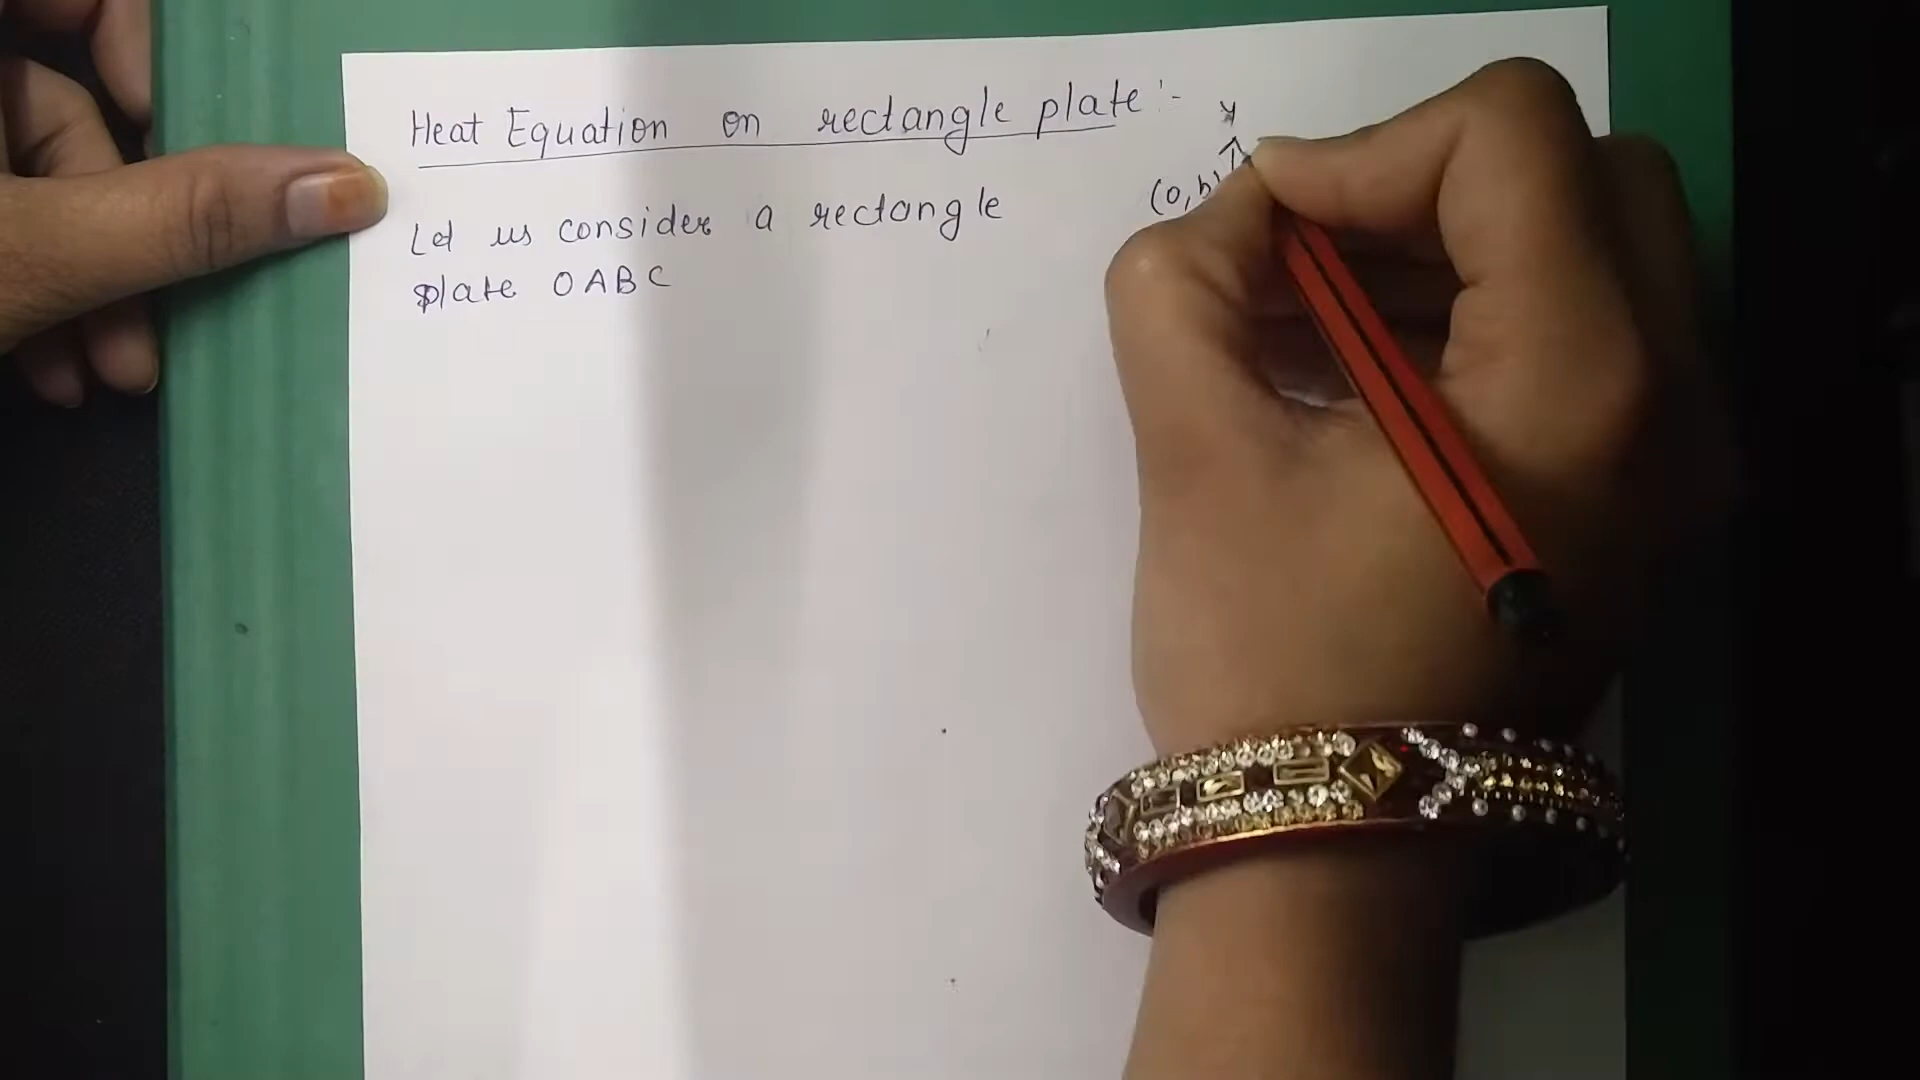 Heat Equation on rectangle plate :-
y
(0, b)
Let us consider a rectangle
plate OABC